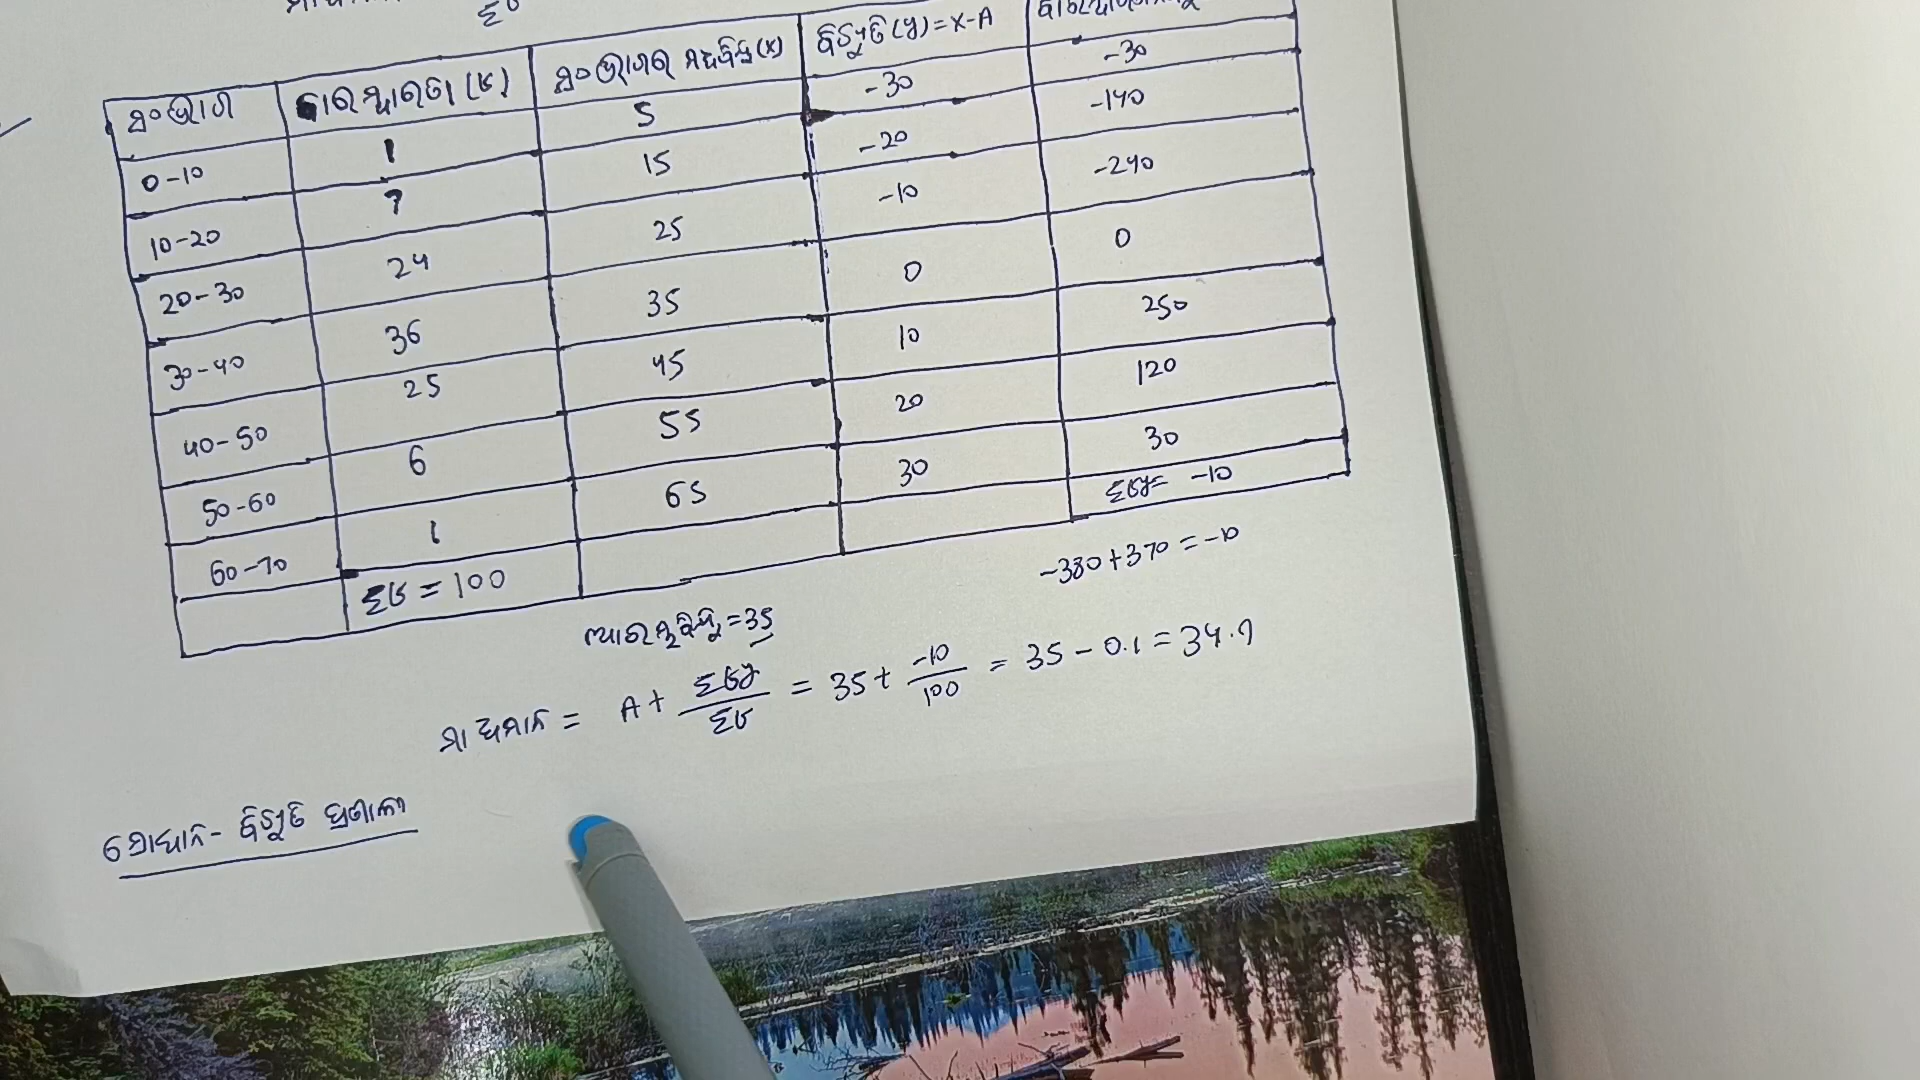 Σ
ସଂଭାଗ ବାରମ୍ବାରତା (f) ସଂଭାଗର ମଧ୍ୟବିନ୍ଦୁ (x) ବିଚ୍ୟୁତି (y) = x-A
0-10 1 5 -30 -30
10-20 7 15 -20 -140
20-30 24 25 -10 -240
30-40 36 35 0 0
40-50 25 45 10 250
50-60 6 55 20 120
60-70 1 65 30 30
Σf = 100 Σfy = -10
-380+370 = -10
ଆରମ୍ଭ ବିନ୍ଦୁ = 35
ମାଧ୍ୟମାନ = A + Σfy/Σf = 35 + -10/100 = 35 - 0.1 = 34.9
ସୋପାନ - ବିଚ୍ୟୁତି ପ୍ରଣାଳୀ